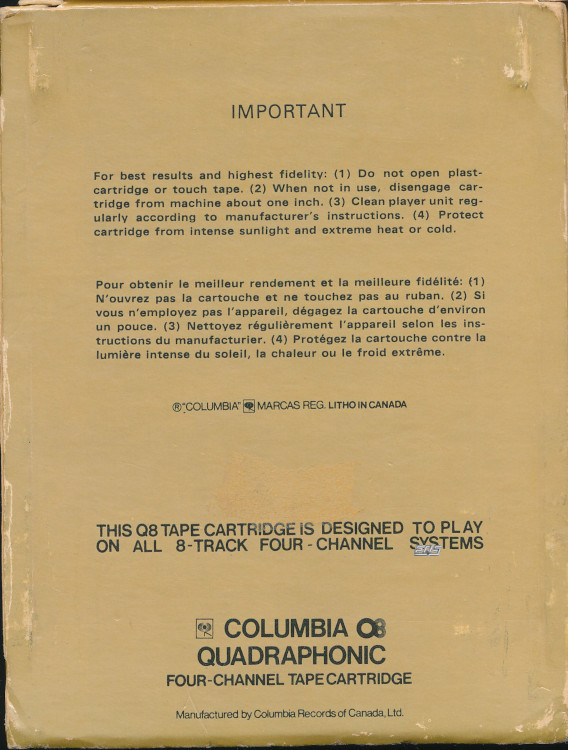 IMPORTANT
For best results and highest fidelity: (1) Do not open plast-
cartridge or touch tape. (2) When not in use, disengage car-
tridge from machine about one inch. (3) Clean player unit reg-
ularly according to manufacturer's instructions. (4) Protect
cartridge from intense sunlight and extreme heat or cold.
Pour obtenir le meilleur rendement et la meilleure fidélité: (1)
N'ouvrez pas la cartouche et ne touchez pas au ruban. (2) Si
vous n'employez pas l'appareil, dégagez la cartouche d'environ
un pouce. (3) Nettoyez régulièrement l'appareil selon les ins-
tructions du manufacturier. (4) Protégez la cartouche contre la
lumière intense du soleil, la chaleur ou le froid extrême.
® "COLUMBIA" MARCAS REG. LITHO IN CANADA
THIS Q8 TAPE CARTRIDGE IS DESIGNED TO PLAY
ON ALL 8-TRACK FOUR-CHANNEL SYSTEMS
COLUMBIA Q8
QUADRAPHONIC
FOUR-CHANNEL TAPE CARTRIDGE
Manufactured by Columbia Records of Canada, Ltd.